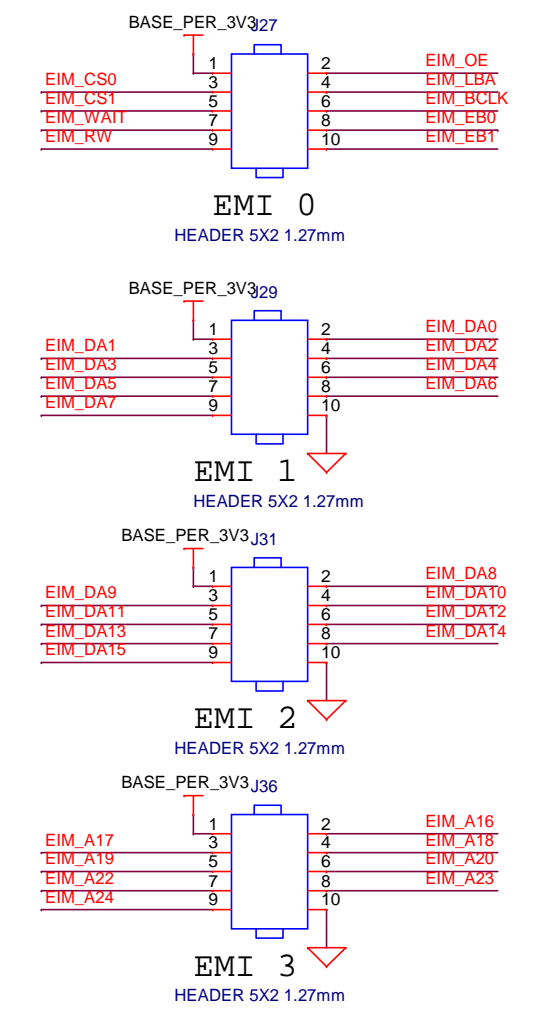 BASE_PER_3V3 J27
1 2 EIM_OE
EIM_CS0 3 4 EIM_LBA
EIM_CS1 5 6 EIM_BCLK
EIM_WAIT 7 8 EIM_EB0
EIM_RW 9 10 EIM_EB1
EMI 0
HEADER 5X2 1.27mm
BASE_PER_3V3 J29
1 2 EIM_DA0
EIM_DA1 3 4 EIM_DA2
EIM_DA3 5 6 EIM_DA4
EIM_DA5 7 8 EIM_DA6
EIM_DA7 9 10
EMI 1
HEADER 5X2 1.27mm
BASE_PER_3V3 J31
1 2 EIM_DA8
EIM_DA9 3 4 EIM_DA10
EIM_DA11 5 6 EIM_DA12
EIM_DA13 7 8 EIM_DA14
EIM_DA15 9 10
EMI 2
HEADER 5X2 1.27mm
BASE_PER_3V3 J36
1 2 EIM_A16
EIM_A17 3 4 EIM_A18
EIM_A19 5 6 EIM_A20
EIM_A22 7 8 EIM_A23
EIM_A24 9 10
EMI 3
HEADER 5X2 1.27mm